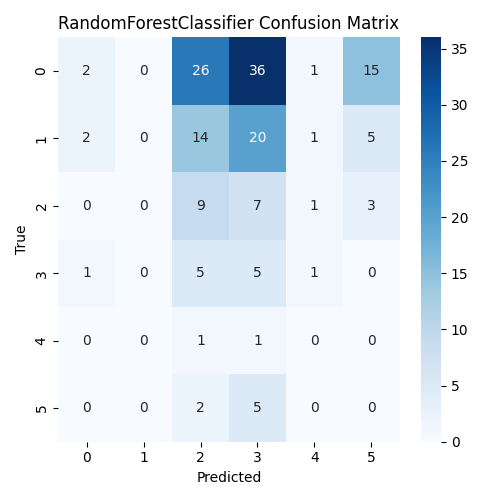 RandomForestClassifier Confusion Matrix
0 2 0 26 36 1 15
1 2 0 14 20 1 5
2 0 0 9 7 1 3
3 1 0 5 5 1 0
4 0 0 1 1 0 0
5 0 0 2 5 0 0
0 1 2 3 4 5
True
Predicted
35
30
25
20
15
10
5
0